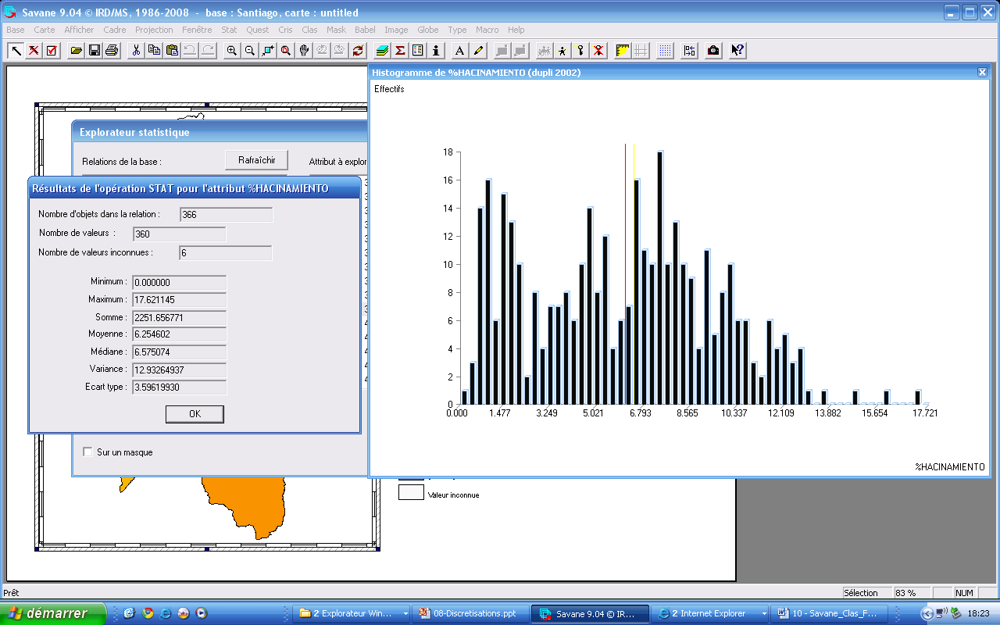 Savane 9.04 © IRD/MS, 1986-2008 - base : Santiago, carte : untitled
Base Carte Afficher Cadre Projection Fenêtre Stat Quest Cris Clas Mask Babel Image Globe Type Macro Help
Histogramme de %HACINAMIENTO (dupli 2002)
Effectifs
18
16
14
12
10
8
6
4
2
0
0.000 1.477 3.249 5.021 6.793 8.565 10.337 12.109 13.882 15.654 17.721
%HACINAMIENTO
Explorateur statistique
Relations de la base : Rafraîchir Attribut à explor
Résultats de l'opération STAT pour l'attribut %HACINAMIENTO
Nombre d'objets dans la relation : 366
Nombre de valeurs : 360
Nombre de valeurs inconnues : 6
Minimum : 0.000000
Maximum : 17.621145
Somme : 2251.656771
Moyenne : 6.254602
Médiane : 6.575074
Variance : 12.93264937
Ecart type : 3.59619930
OK
Sur un masque
Valeur inconnue
Prêt Sélection 83 % NUM
démarrer 2 Explorateur Win... 08-Discretisations.ppt Savane 9.04 © IR... 2 Internet Explorer 10 - Savane_Clas_F... 18:23